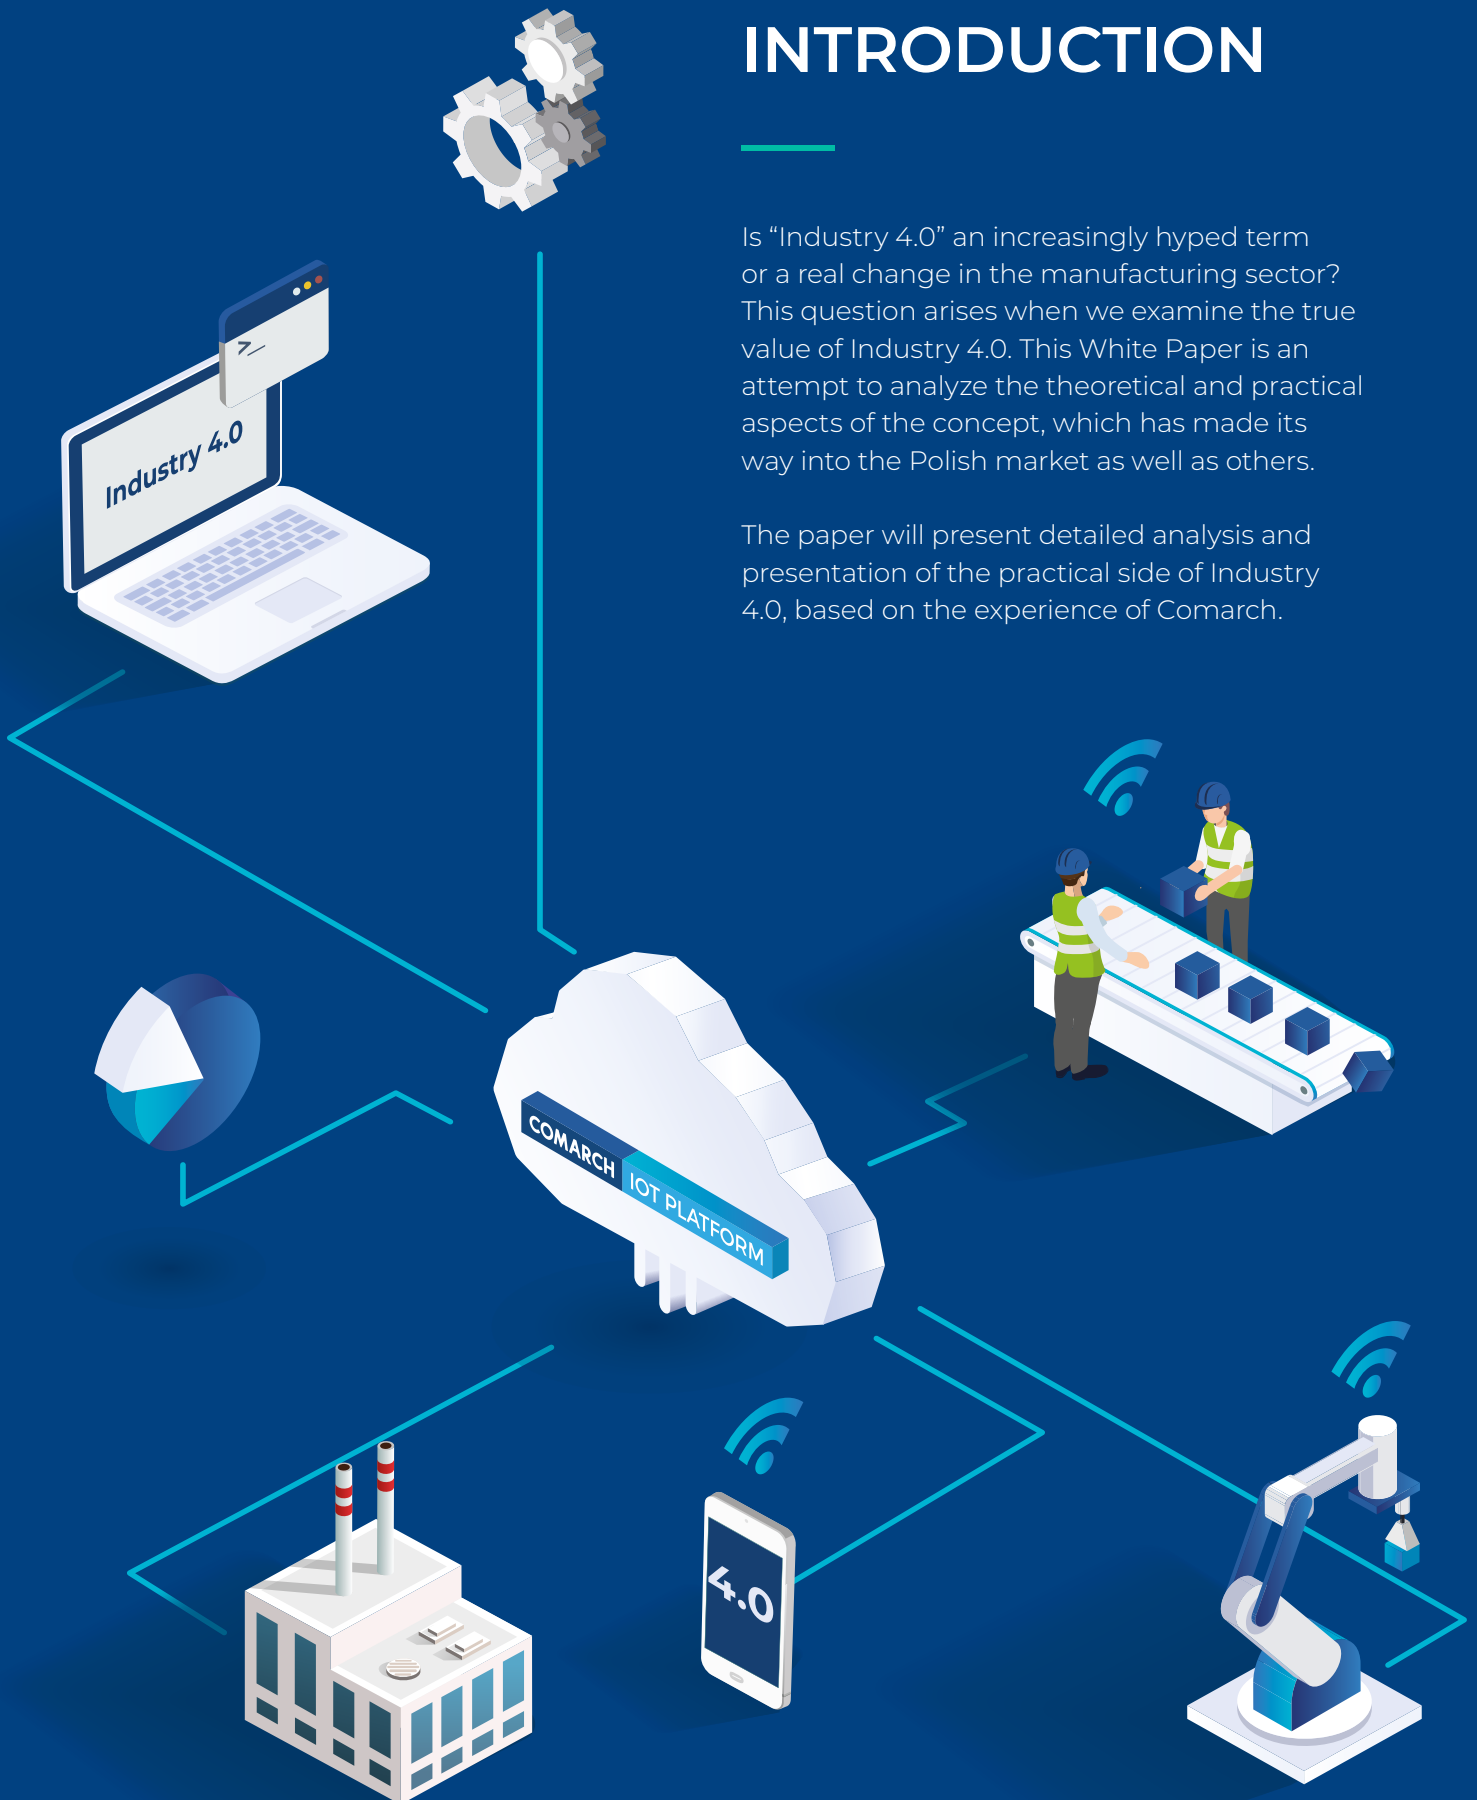 INTRODUCTION
Is “Industry 4.0” an increasingly hyped term
or a real change in the manufacturing sector?
This question arises when we examine the true
value of Industry 4.0. This White Paper is an
attempt to analyze the theoretical and practical
aspects of the concept, which has made its
way into the Polish market as well as others.
The paper will present detailed analysis and
presentation of the practical side of Industry
4.0, based on the experience of Comarch.
>_
Industry 4.0
COMARCH IOT PLATFORM
4.0